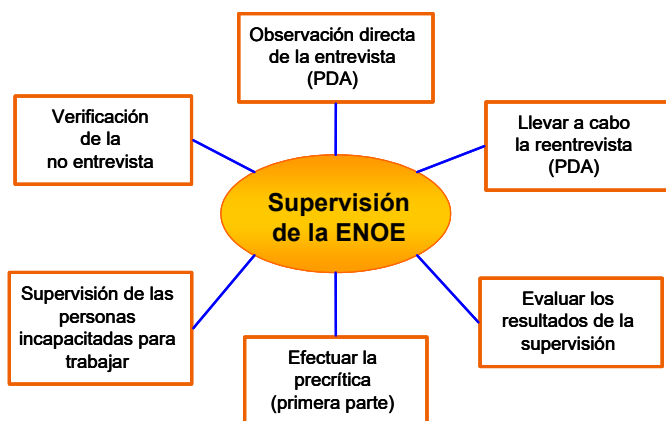 Observación directa
de la entrevista
(PDA)
Verificación
de la
no entrevista
Llevar a cabo
la reentrevista
(PDA)
Supervisión
de la ENOE
Supervisión de las
personas
incapacitadas para
trabajar
Evaluar los
resultados de la
supervisión
Efectuar la
precrítica
(primera parte)